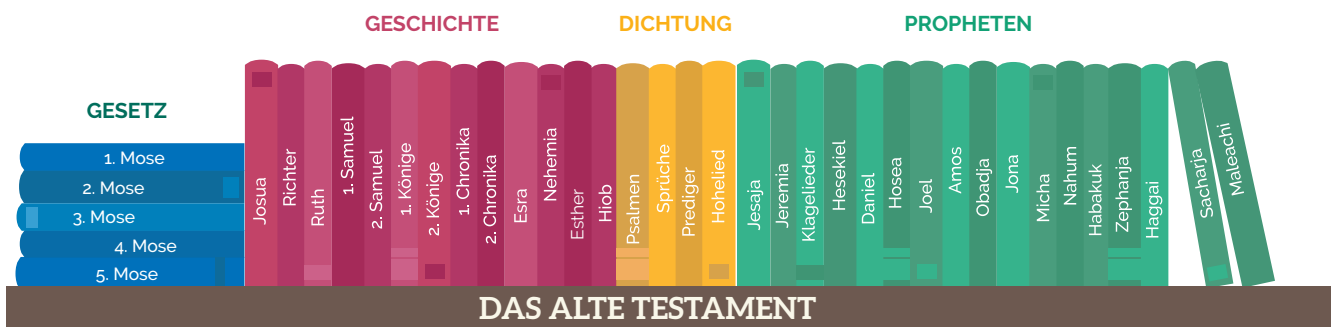 GESCHICHTE
DICHTUNG
PROPHETEN
GESETZ
1. Mose
2. Mose
3. Mose
4. Mose
5. Mose
Josua
Richter
Ruth
1. Samuel
2. Samuel
1. Könige
2. Könige
1. Chronika
2. Chronika
Esra
Nehemia
Esther
Hiob
Psalmen
Sprüche
Prediger
Hohelied
Jesaja
Jeremia
Klagelieder
Hesekiel
Daniel
Hosea
Joel
Amos
Obadja
Jona
Micha
Nahum
Habakuk
Zephanja
Haggai
Sacharja
Maleachi
DAS ALTE TESTAMENT